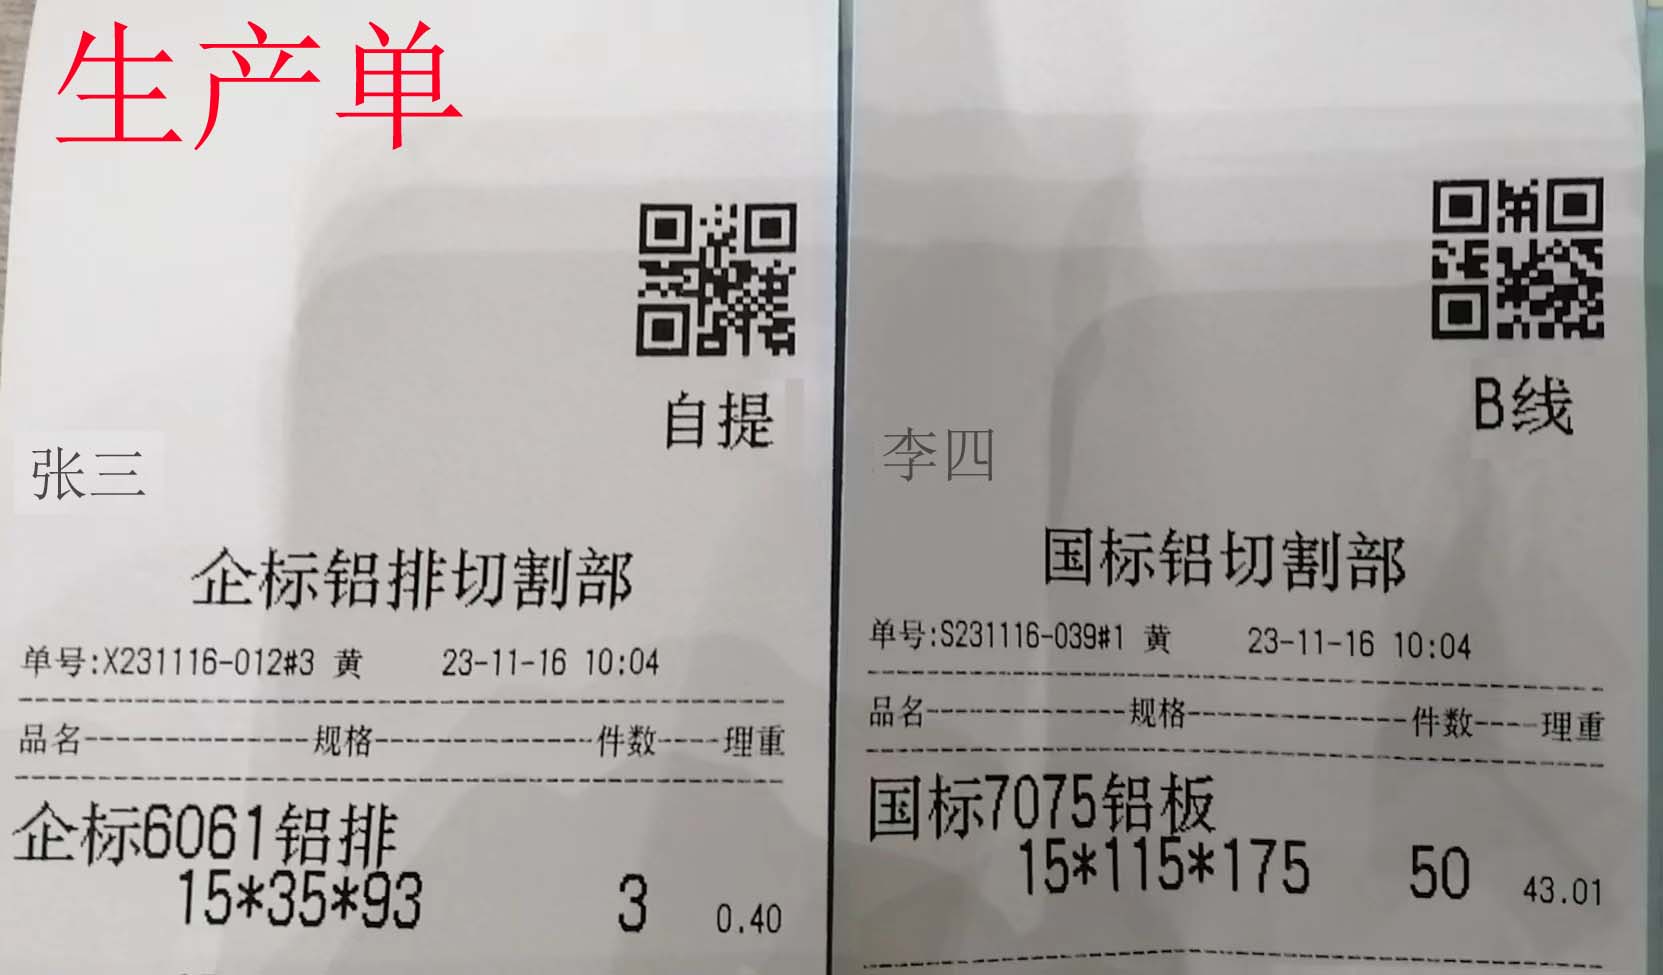 生产单
自提
张三
企标铝排切割部
单号:X231116-012#3 黄 23-11-16 10:04
品名--------------规格--------------件数----理重
企标6061铝排
15*35*93 3 0.40
B线
李四
国标铝切割部
单号:S231116-039#1 黄 23-11-16 10:04
品名--------------规格--------------件数----理重
国标7075铝板
15*115*175 50 43.01